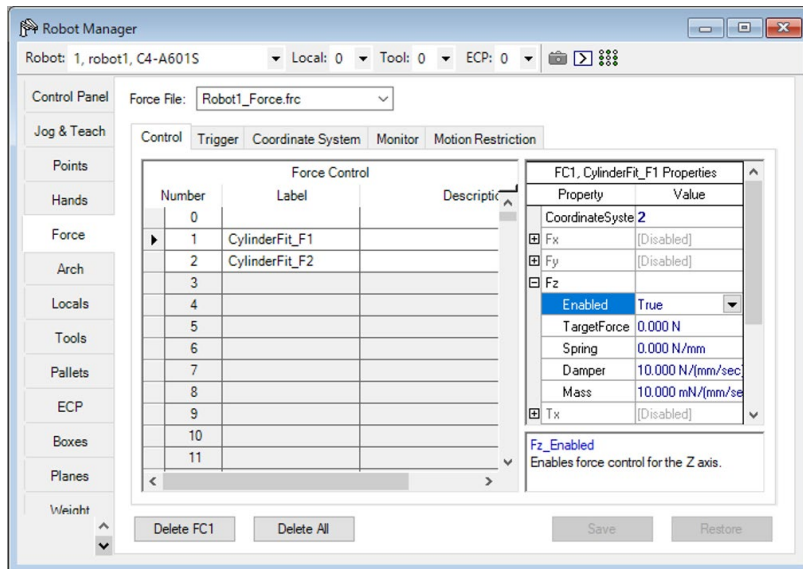 Robot Manager
Robot: 1, robot1, C4-A601S Local: 0 Tool: 0 ECP: 0
Control Panel
Jog & Teach
Points
Hands
Force
Arch
Locals
Tools
Pallets
ECP
Boxes
Planes
Weight
Force File: Robot1_Force.frc
Control Trigger Coordinate System Monitor Motion Restriction
Force Control
Number Label Descriptic
0
1 CylinderFit_F1
2 CylinderFit_F2
3
4
5
6
7
8
9
10
11
FC1, CylinderFit_F1 Properties
Property Value
CoordinateSyste 2
Fx [Disabled]
Fy [Disabled]
Fz
Enabled True
TargetForce 0.000 N
Spring 0.000 N/mm
Damper 10.000 N/(mm/sec)
Mass 10.000 mN/(mm/se
Tx [Disabled]
Fz_Enabled
Enables force control for the Z axis.
Delete FC1 Delete All Save Restore